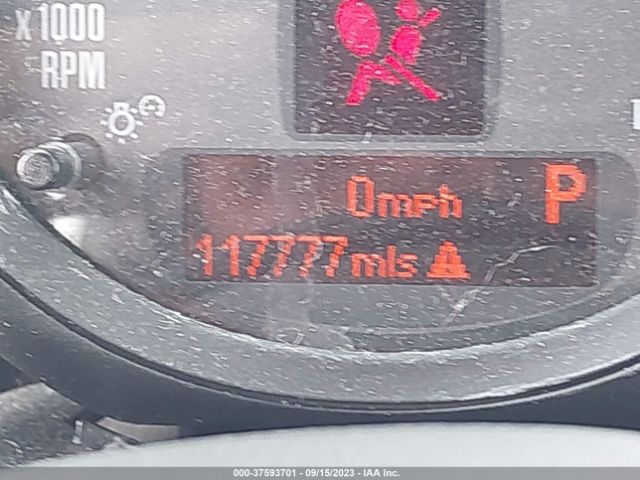 x1000
RPM
0mph
P
117777mls
000-37593701 - 09/15/2023 - IAA Inc.